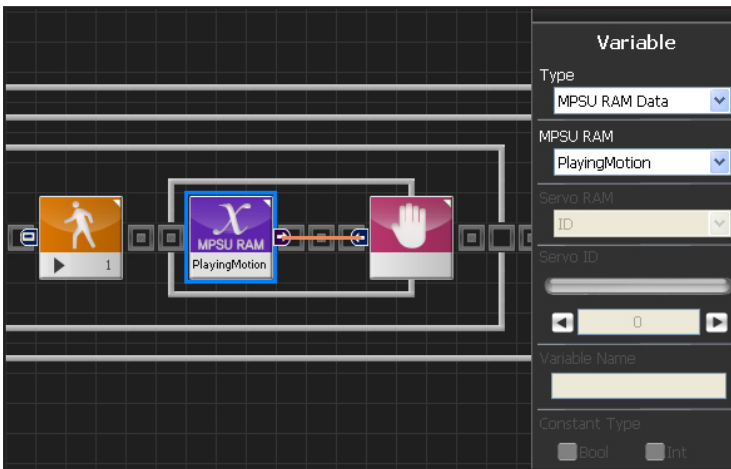 1
X
MPSU RAM
PlayingMotion
Variable
Type
MPSU RAM Data
MPSU RAM
PlayingMotion
Servo RAM
ID
Servo ID
0
Variable Name
Constant Type
Bool Int